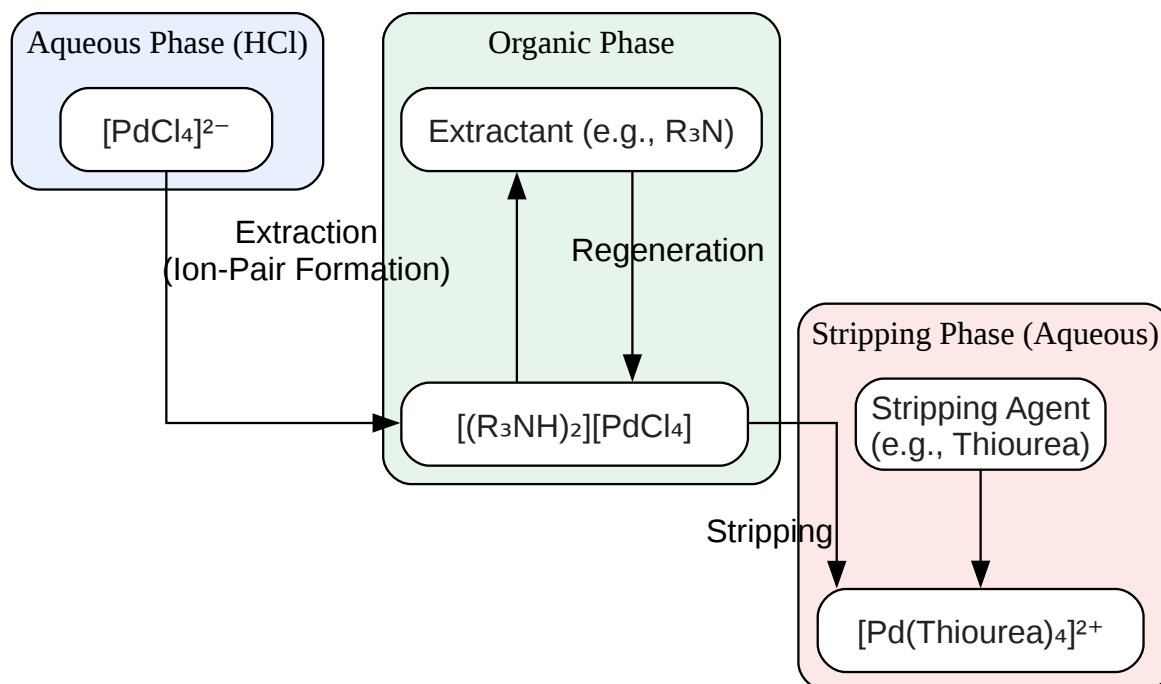 Aqueous Phase (HCl)
[PdCl₄]²⁻
Organic Phase
Extractant (e.g., R₃N)
Extraction
(Ion-Pair Formation)
Regeneration
[(R₃NH)₂][PdCl₄]
Stripping Phase (Aqueous)
Stripping Agent
(e.g., Thiourea)
Stripping
[Pd(Thiourea)₄]²⁺